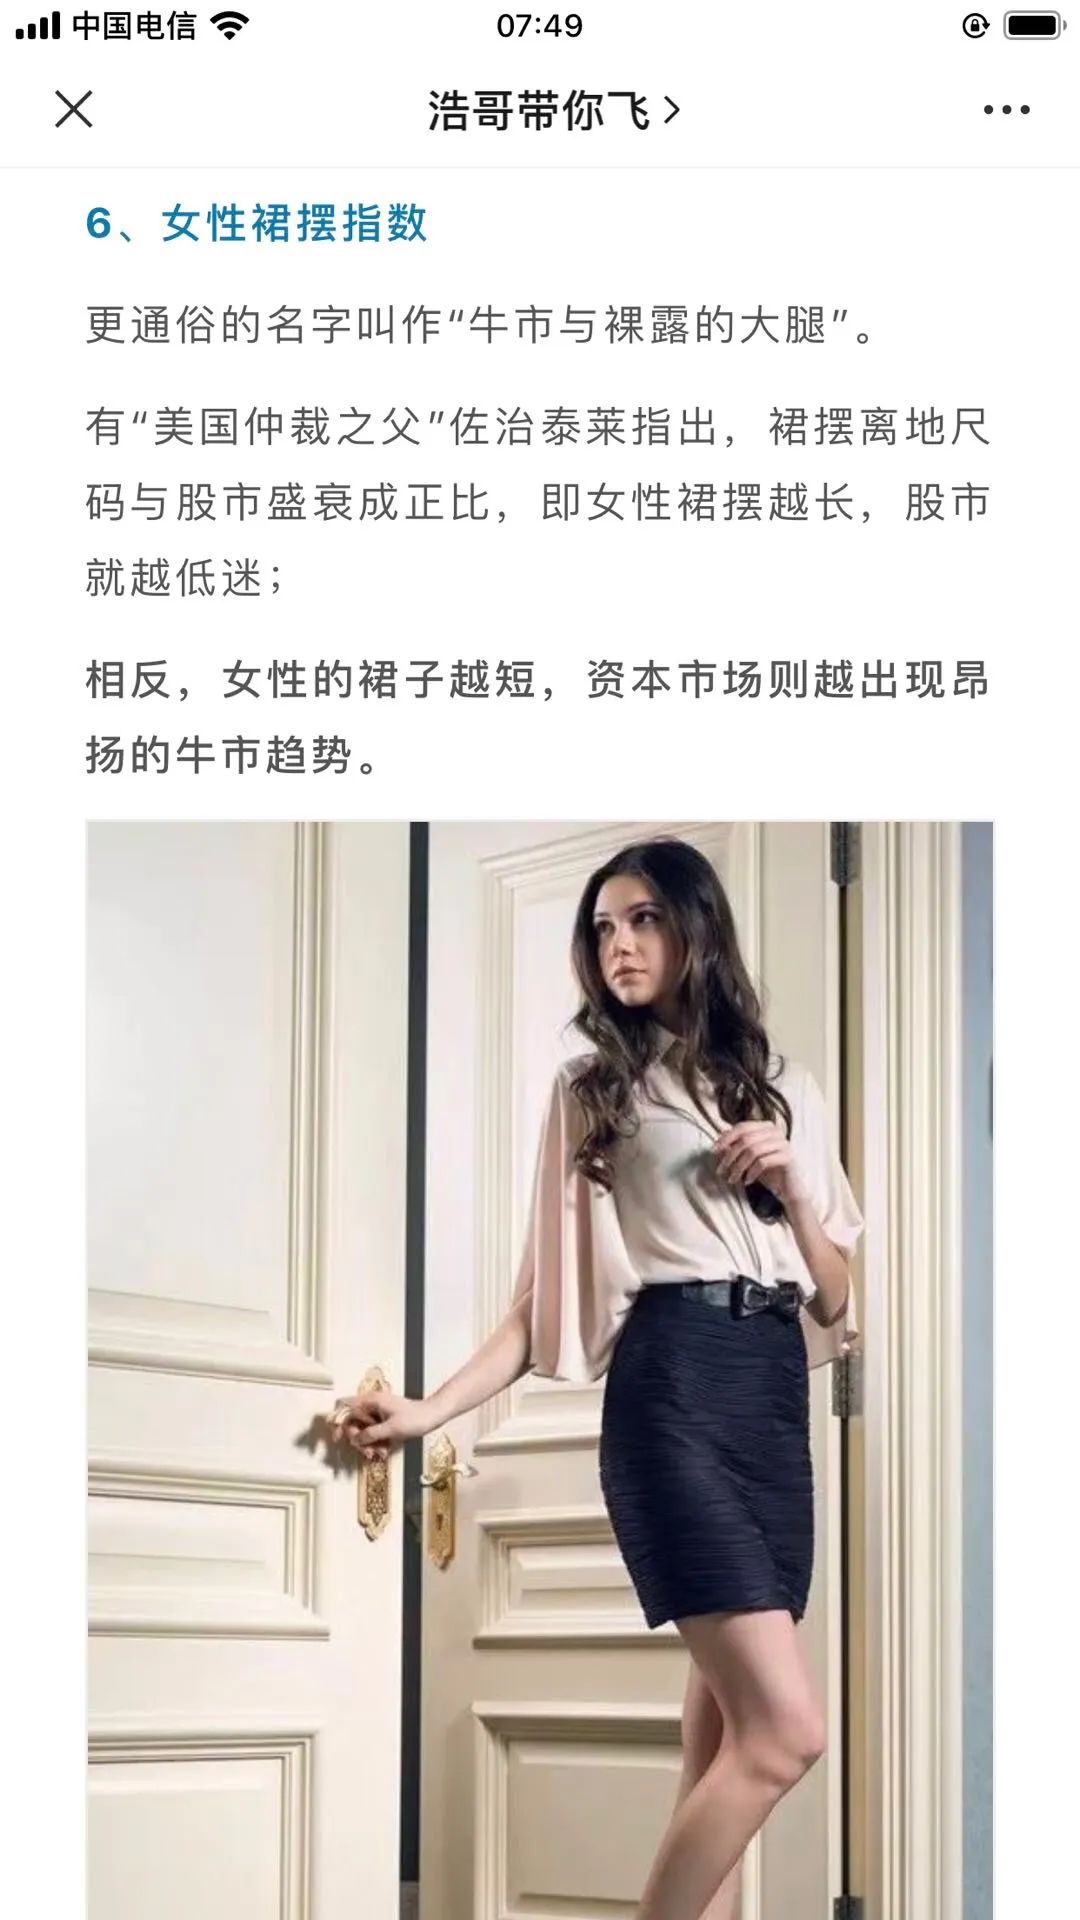 中国电信
07:49
浩哥带你飞
6、女性裙摆指数
更通俗的名字叫作“牛市与裸露的大腿”。
有“美国仲裁之父”佐治泰莱指出，裙摆离地尺
码与股市盛衰成正比，即女性裙摆越长，股市
就越低迷；
相反，女性的裙子越短，资本市场则越出现昂
扬的牛市趋势。